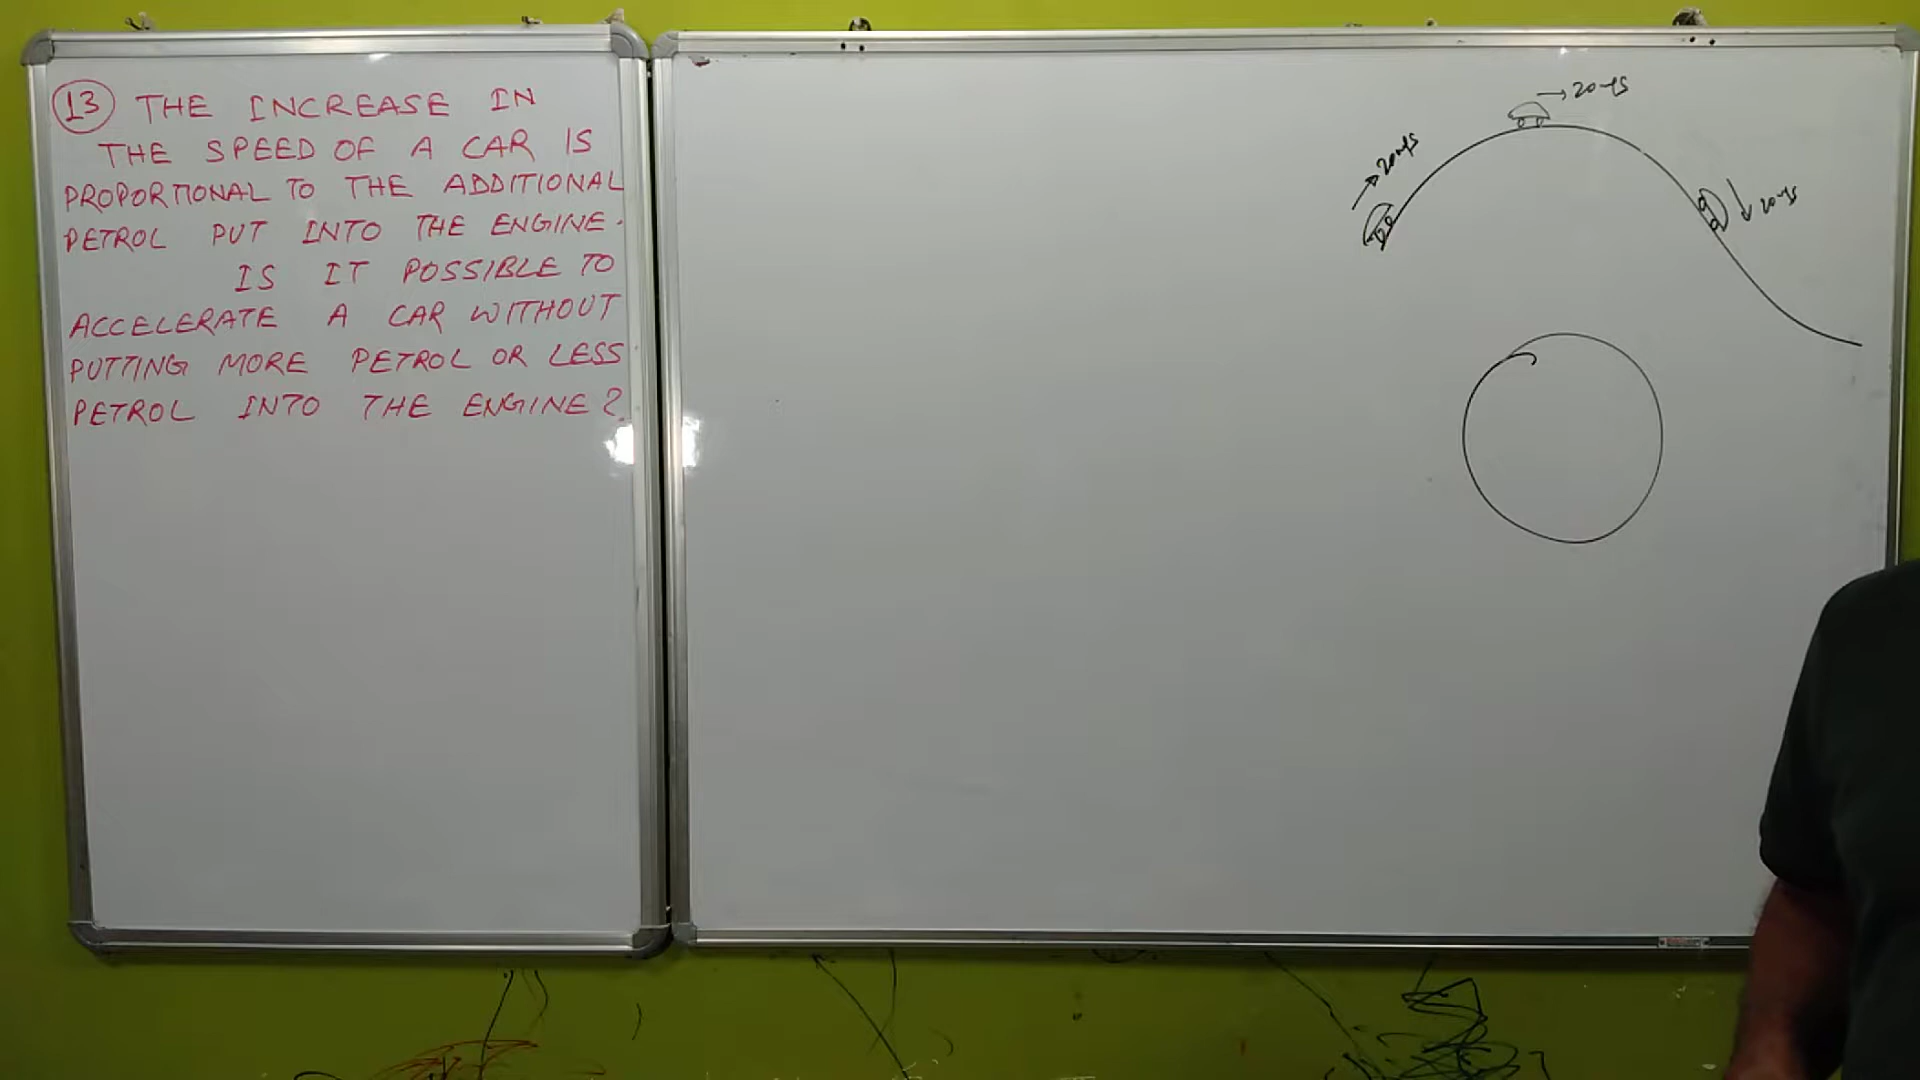 13 THE INCREASE IN
THE SPEED OF A CAR IS
PROPORTIONAL TO THE ADDITIONAL
PETROL PUT INTO THE ENGINE.
IS IT POSSIBLE TO
ACCELERATE A CAR WITHOUT
PUTTING MORE PETROL OR LESS
PETROL INTO THE ENGINE?
20 m/s
20 m/s
20 m/s